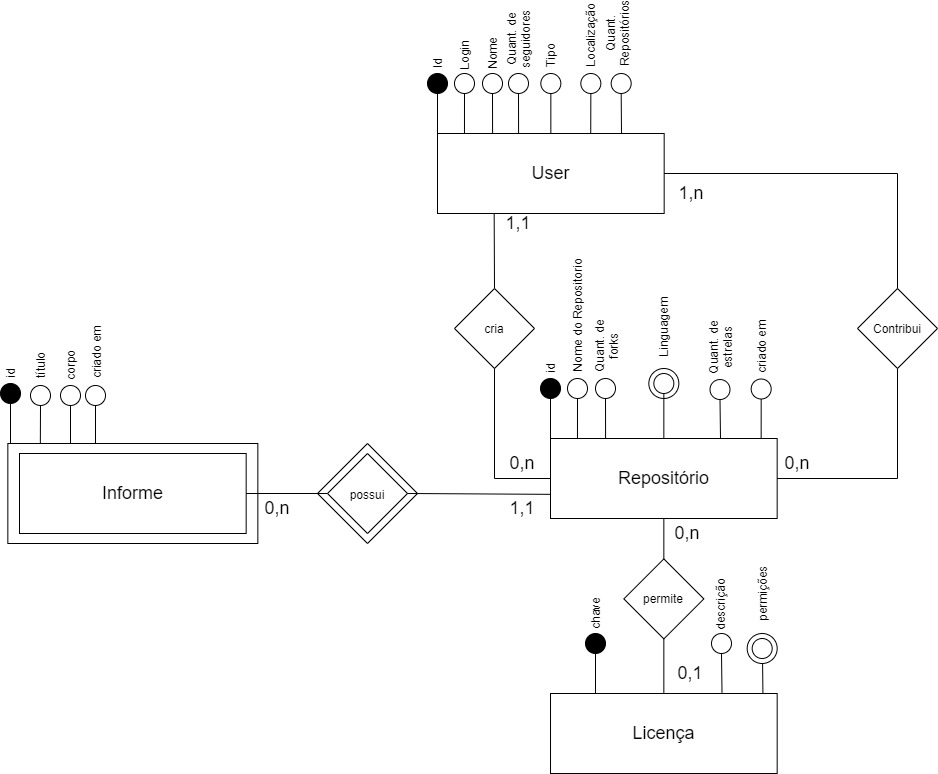 Id
Login
Nome
Quant. de
seguidores
Tipo
Localização
Quant.
Repositórios
User
1,n
1,1
cria
Contribui
id
Nome do Repositorio
Quant. de
forks
Linguagem
Quant. de
estrelas
criado em
id
título
corpo
criado em
0,n
Repositório
0,n
Informe
0,n
possui
1,1
0,n
permite
chave
descrição
permições
0,1
Licença